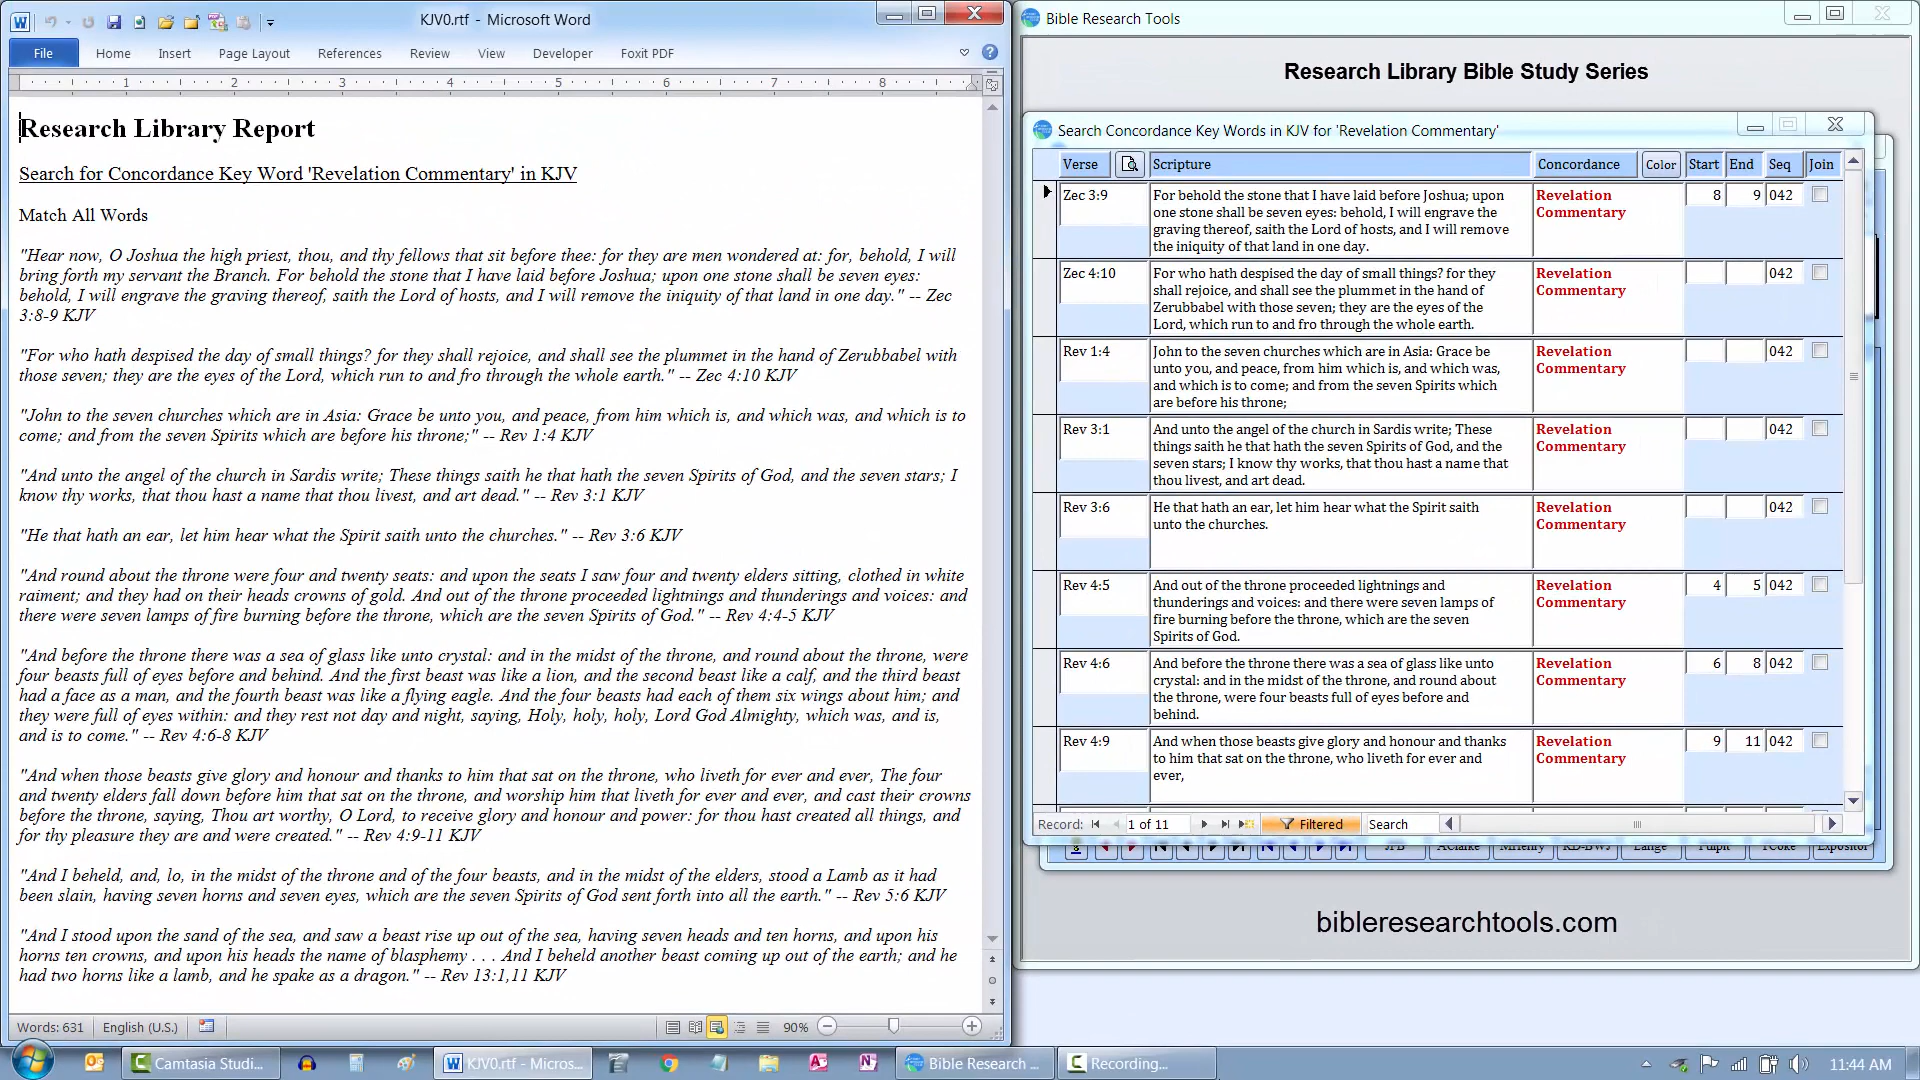 KJV0.rtf - Microsoft Word
File Home Insert Page Layout References Review View Developer Foxit PDF
1 2 3 4 5 6 7 8
Research Library Report
Search for Concordance Key Word 'Revelation Commentary' in KJV
Match All Words
"Hear now, O Joshua the high priest, thou, and thy fellows that sit before thee: for they are men wondered at: for, behold, I will
bring forth my servant the Branch. For behold the stone that I have laid before Joshua; upon one stone shall be seven eyes:
behold, I will engrave the graving thereof, saith the Lord of hosts, and I will remove the iniquity of that land in one day." -- Zec
3:8-9 KJV
"For who hath despised the day of small things? for they shall rejoice, and shall see the plummet in the hand of Zerubbabel with
those seven; they are the eyes of the Lord, which run to and fro through the whole earth." -- Zec 4:10 KJV
"John to the seven churches which are in Asia: Grace be unto you, and peace, from him which is, and which was, and which is to
come; and from the seven Spirits which are before his throne;" -- Rev 1:4 KJV
"And unto the angel of the church in Sardis write; These things saith he that hath the seven Spirits of God, and the seven stars; I
know thy works, that thou hast a name that thou livest, and art dead." -- Rev 3:1 KJV
"He that hath an ear, let him hear what the Spirit saith unto the churches." -- Rev 3:6 KJV
"And round about the throne were four and twenty seats: and upon the seats I saw four and twenty elders sitting, clothed in white
raiment; and they had on their heads crowns of gold. And out of the throne proceeded lightnings and thunderings and voices: and
there were seven lamps of fire burning before the throne, which are the seven Spirits of God." -- Rev 4:4-5 KJV
"And before the throne there was a sea of glass like unto crystal: and in the midst of the throne, and round about the throne, were
four beasts full of eyes before and behind. And the first beast was like a lion, and the second beast like a calf, and the third beast
had a face as a man, and the fourth beast was like a flying eagle. And the four beasts had each of them six wings about him; and
they were full of eyes within: and they rest not day and night, saying, Holy, holy, holy, Lord God Almighty, which was, and is,
and is to come." -- Rev 4:6-8 KJV
"And when those beasts give glory and honour and thanks to him that sat on the throne, who liveth for ever and ever, The four
and twenty elders fall down before him that sat on the throne, and worship him that liveth for ever and ever, and cast their crowns
before the throne, saying, Thou art worthy, O Lord, to receive glory and honour and power: for thou hast created all things, and
for thy pleasure they are and were created." -- Rev 4:9-11 KJV
"And I beheld, and, lo, in the midst of the throne and of the four beasts, and in the midst of the elders, stood a Lamb as it had
been slain, having seven horns and seven eyes, which are the seven Spirits of God sent forth into all the earth." -- Rev 5:6 KJV
"And I stood upon the sand of the sea, and saw a beast rise up out of the sea, having seven heads and ten horns, and upon his
horns ten crowns, and upon his heads the name of blasphemy . . . And I beheld another beast coming up out of the earth; and he
had two horns like a lamb, and he spake as a dragon." -- Rev 13:1,11 KJV
Words: 631 English (U.S.) 90%
Bible Research Tools
Research Library Bible Study Series
Search Concordance Key Words in KJV for 'Revelation Commentary'
Verse Scripture Concordance Color Start End Seq Join
Zec 3:9 For behold the stone that I have laid before Joshua; upon Revelation 8 9 042
one stone shall be seven eyes: behold, I will engrave the Commentary
graving thereof, saith the Lord of hosts, and I will remove
the iniquity of that land in one day.
Zec 4:10 For who hath despised the day of small things? for they Revelation 042
shall rejoice, and shall see the plummet in the hand of Commentary
Zerubbabel with those seven; they are the eyes of the
Lord, which run to and fro through the whole earth.
Rev 1:4 John to the seven churches which are in Asia: Grace be Revelation 042
unto you, and peace, from him which is, and which was, Commentary
and which is to come; and from the seven Spirits which
are before his throne;
Rev 3:1 And unto the angel of the church in Sardis write; These Revelation 042
things saith he that hath the seven Spirits of God, and the Commentary
seven stars; I know thy works, that thou hast a name that
thou livest, and art dead.
Rev 3:6 He that hath an ear, let him hear what the Spirit saith Revelation 042
unto the churches. Commentary
Rev 4:5 And out of the throne proceeded lightnings and Revelation 4 5 042
thunderings and voices: and there were seven lamps of Commentary
fire burning before the throne, which are the seven
Spirits of God.
Rev 4:6 And before the throne there was a sea of glass like unto Revelation 6 8 042
crystal: and in the midst of the throne, and round about Commentary
the throne, were four beasts full of eyes before and
behind.
Rev 4:9 And when those beasts give glory and honour and thanks Revelation 9 11 042
to him that sat on the throne, who liveth for ever and Commentary
ever,
Record: 1 of 11 Filtered Search
JFB AClarke MHenry KD-BWJ Lange Pulpit TCoke Expositor
bibleresearchtools.com
Camtasia Studi... KJV0.rtf - Micros... Bible Research ... Recording... 11:44 AM